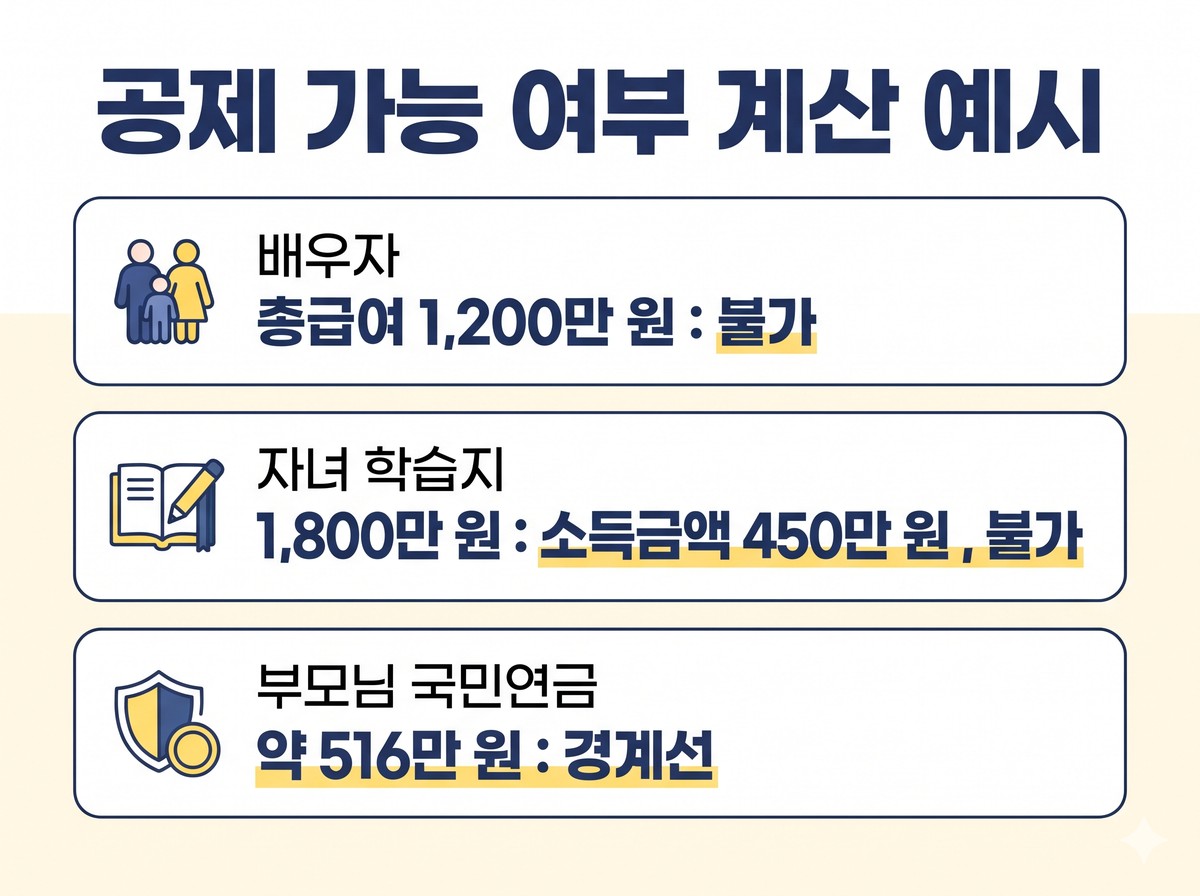 공제 가능 여부 계산 예시
배우자
총급여 1,200만 원 : 불가
자녀 학습지
1,800만 원 : 소득금액 450만 원 , 불가
부모님 국민연금
약 516만 원 : 경계선